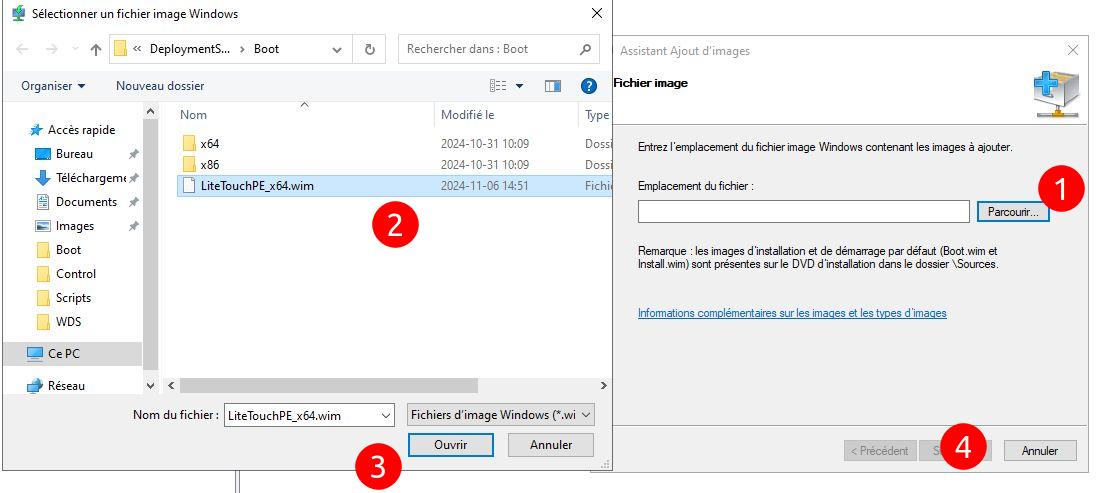 Sélectionner un fichier image Windows
« DeploymentS... > Boot
Rechercher dans : Boot
Organiser
Nouveau dossier
Nom
Modifié le
Type
Accès rapide
Bureau
Téléchargeme
Documents
Images
Boot
Control
Scripts
WDS
Ce PC
Réseau
x64 2024-10-31 10:09 Dossi
x86 2024-10-31 10:09 Dossi
LiteTouchPE_x64.wim 2024-11-06 14:51 Fichie
2
Nom du fichier : LiteTouchPE_x64.wim
Fichiers d'image Windows (*.wi
Ouvrir
Annuler
3
Assistant Ajout d'images
Fichier image
Entrez l'emplacement du fichier image Windows contenant les images à ajouter.
Emplacement du fichier :
1
Parcourir...
Remarque : les images d'installation et de démarrage par défaut (Boot.wim et
Install.wim) sont présentes sur le DVD d'installation dans le dossier \Sources.
Informations complémentaires sur les images et les types d'images
< Précédent
4
Annuler